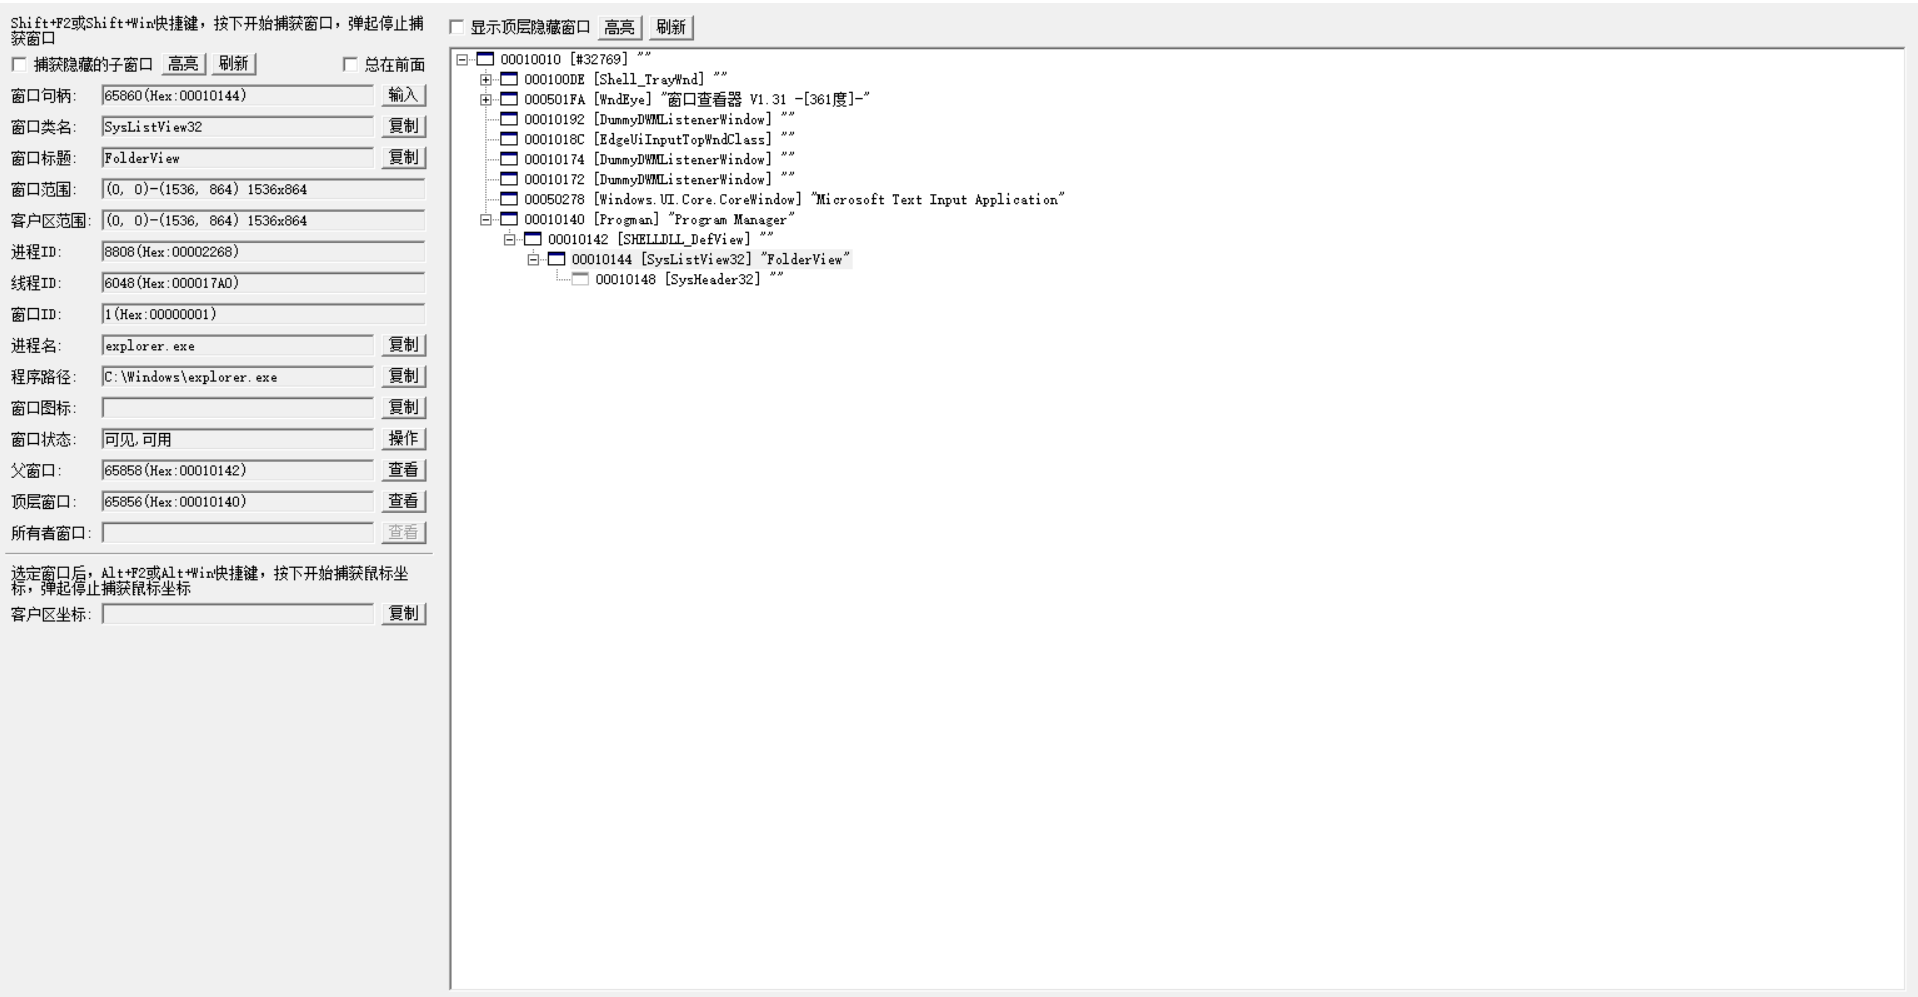 Shift+F2或Shift+Win快捷键，按下开始捕获窗口，弹起停止捕
获窗口
捕获隐藏的子窗口 高亮 刷新 总在前面
窗口句柄: 65860(Hex:00010144) 输入
窗口类名: SysListView32 复制
窗口标题: FolderView 复制
窗口范围: (0, 0)-(1536, 864) 1536x864
客户区范围: (0, 0)-(1536, 864) 1536x864
进程ID: 8808(Hex:00002268)
线程ID: 6048(Hex:000017A0)
窗口ID: 1(Hex:00000001)
进程名: explorer.exe 复制
程序路径: C:\Windows\explorer.exe 复制
窗口图标: 复制
窗口状态: 可见,可用 操作
父窗口: 65858(Hex:00010142) 查看
顶层窗口: 65856(Hex:00010140) 查看
所有者窗口: 查看
选定窗口后，Alt+F2或Alt+Win快捷键，按下开始捕获鼠标坐
标，弹起停止捕获鼠标坐标
客户区坐标: 复制
显示顶层隐藏窗口 高亮 刷新
00010010 [#32769] ""
000100DE [Shell_TrayWnd] ""
000501FA [WndEye] "窗口查看器 V1.31 -[361度]-"
00010192 [DummyDWMListenerWindow] ""
0001018C [EdgeUiInputTopWndClass] ""
00010174 [DummyDWMListenerWindow] ""
00010172 [DummyDWMListenerWindow] ""
00050278 [Windows.UI.Core.CoreWindow] "Microsoft Text Input Application"
00010140 [Progman] "Program Manager"
00010142 [SHELLDLL_DefView] ""
00010144 [SysListView32] "FolderView"
00010148 [SysHeader32] ""